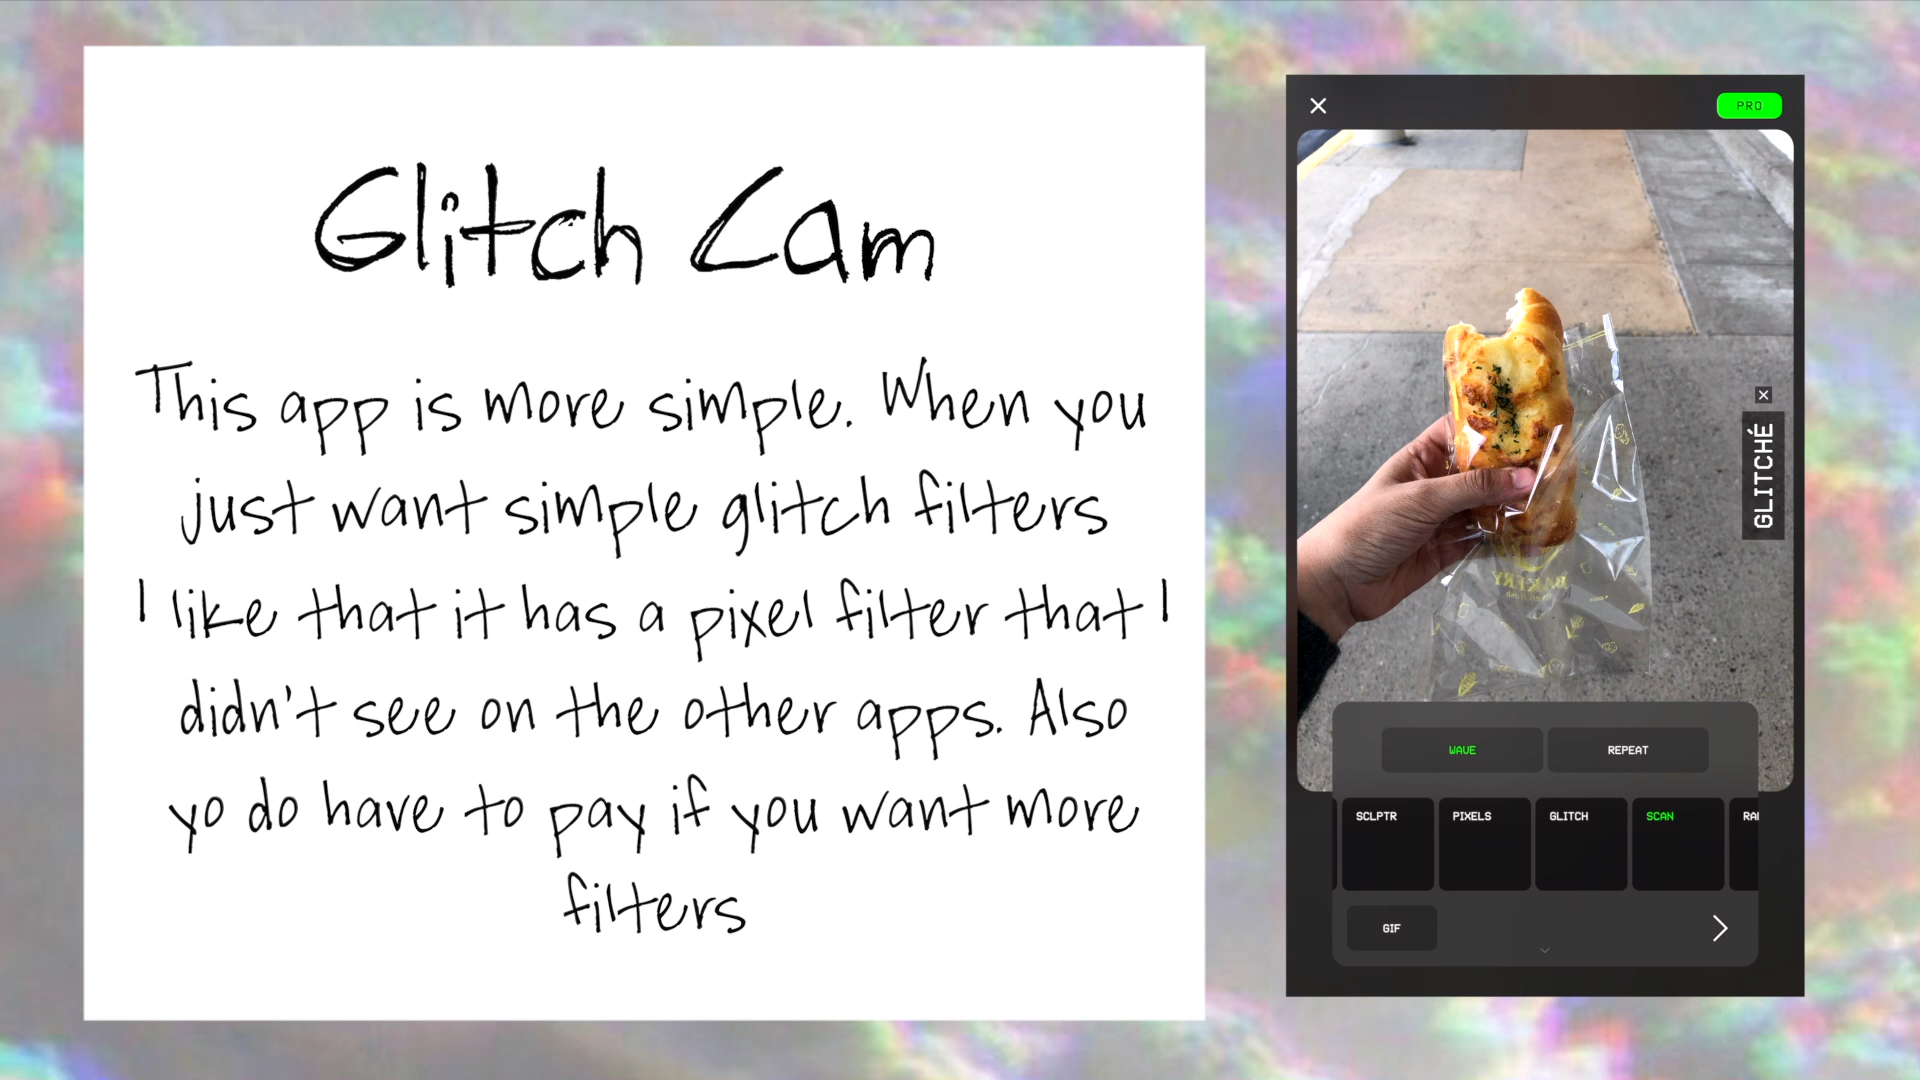 Glitch Cam
This app is more simple. When you
just want simple glitch filters
I like that it has a pixel filter that I
didn't see on the other apps. Also
yo do have to pay if you want more
filters
PRO
GLITCHÉ
BAKERY
WAVE
REPEAT
SCLPTR
PIXELS
GLITCH
SCAN
GIF